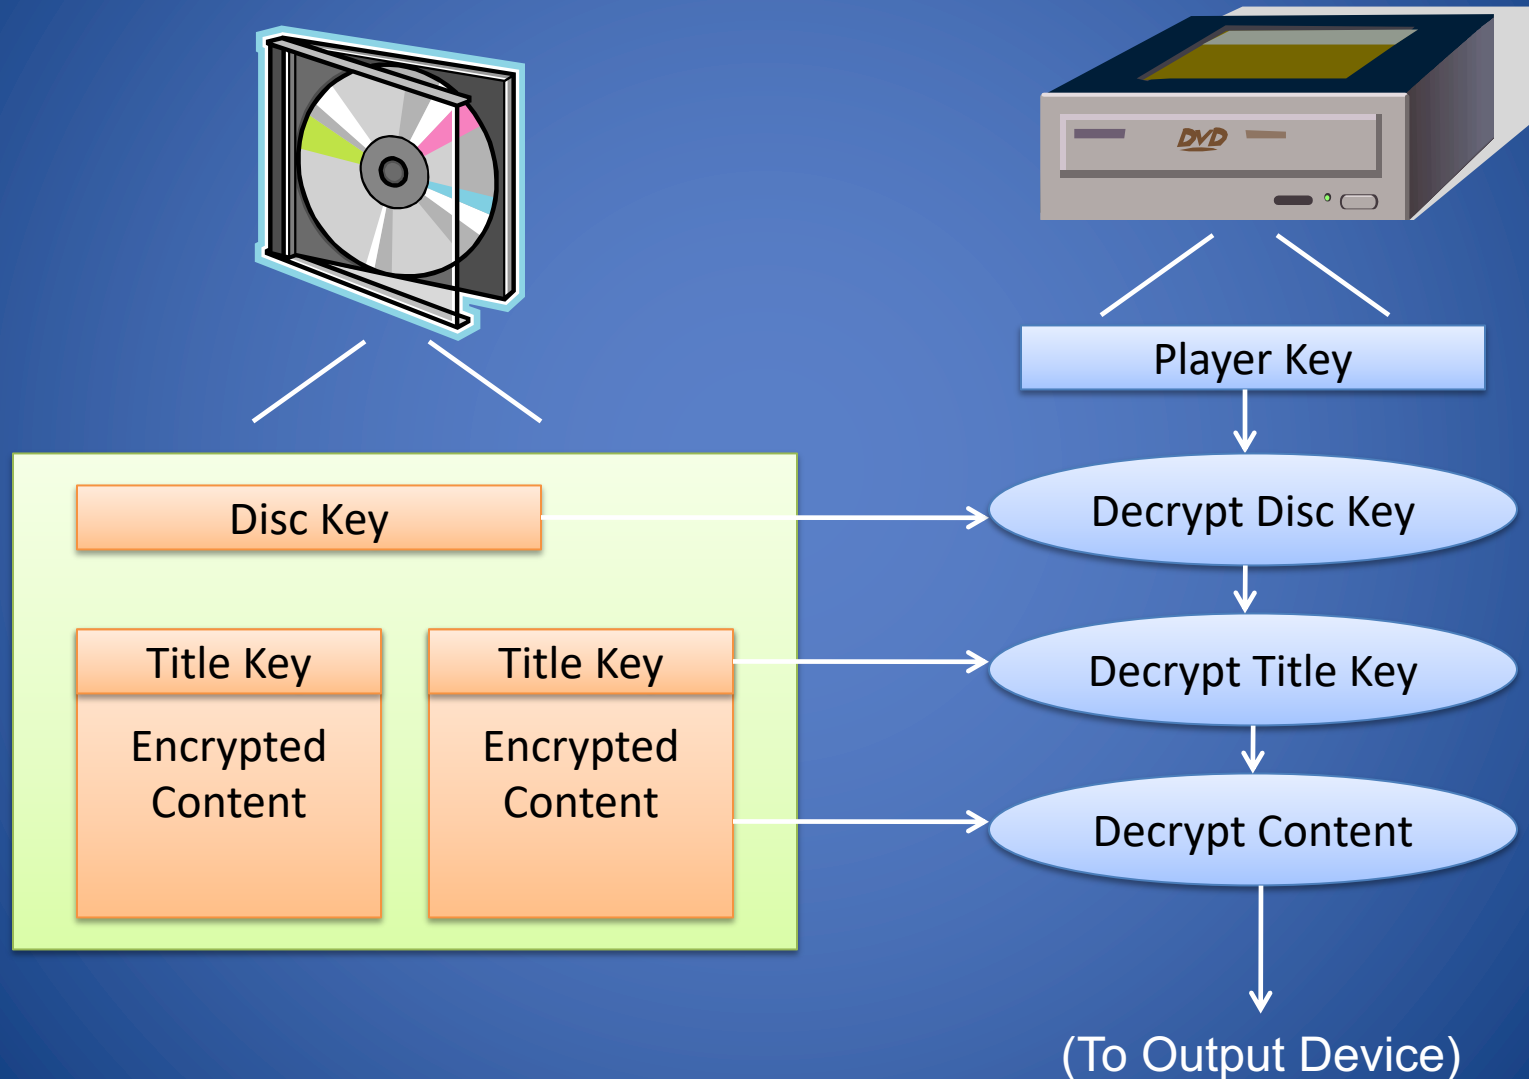 DVD
Player Key
Disc Key
Decrypt Disc Key
Title Key
Title Key
Decrypt Title Key
Encrypted
Content
Encrypted
Content
Decrypt Content
(To Output Device)